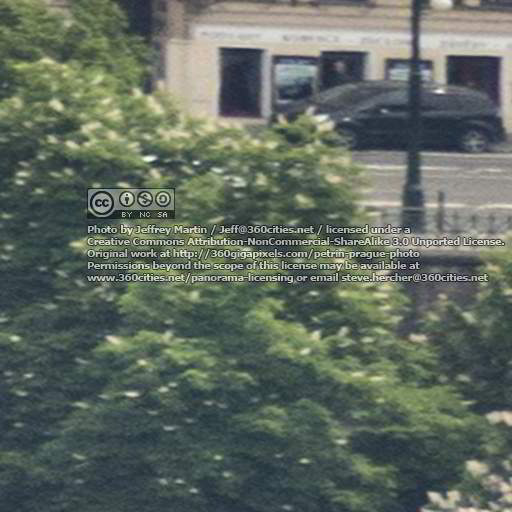 BY NC SA
Photo by Jeffrey Martin / Jeff@360cities.net / licensed under a
Creative Commons Attribution-NonCommercial-ShareAlike 3.0 Unported License.
Original work at http://360gigapixels.com/petrin-prague-photo
Permissions beyond the scope of this license may be available at
www.360cities.net/panorama-licensing or email steve.hercher@360cities.net